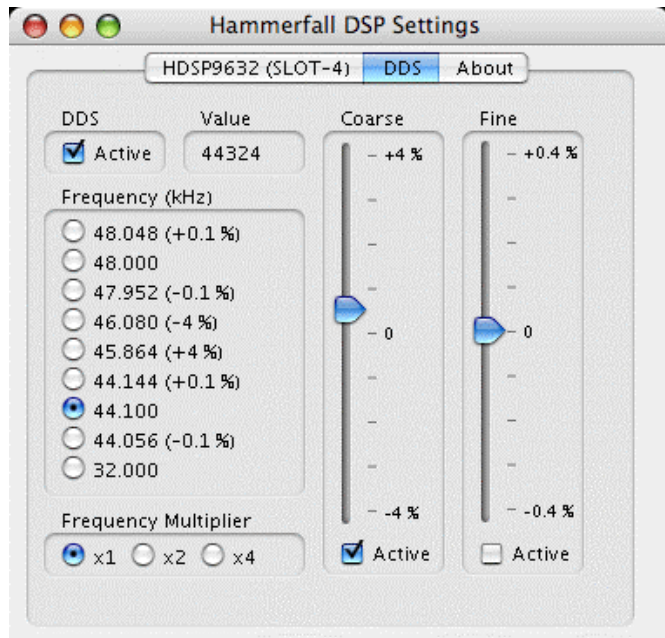 Hammerfall DSP Settings
HDSP9632 (SLOT-4) DDS About
DDS Value Coarse Fine
Active 44324
+4 % +0.4 %
Frequency (kHz)
48.048 (+0.1 %)
48.000
47.952 (-0.1 %)
46.080 (-4 %)
0 0
45.864 (+4 %)
44.144 (+0.1 %)
44.100
44.056 (-0.1 %)
32.000
-4 % -0.4 %
Frequency Multiplier
x1 x2 x4 Active Active